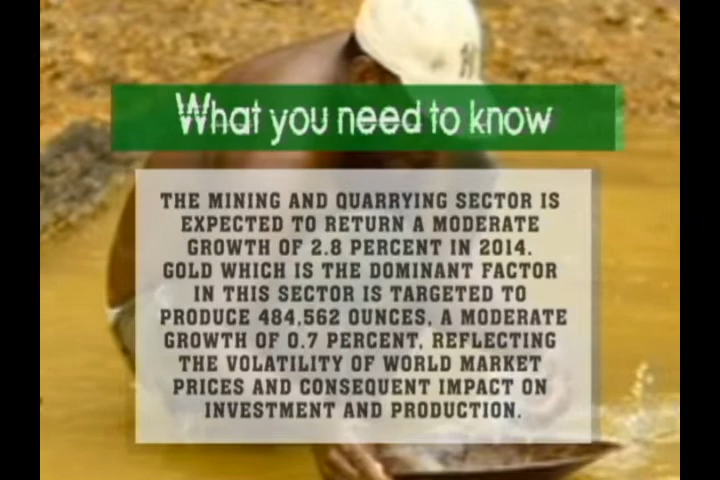 What you need to know
THE MINING AND QUARRYING SECTOR IS
EXPECTED TO RETURN A MODERATE
GROWTH OF 2.8 PERCENT IN 2014.
GOLD WHICH IS THE DOMINANT FACTOR
IN THIS SECTOR IS TARGETED TO
PRODUCE 484,562 OUNCES, A MODERATE
GROWTH OF 0.7 PERCENT, REFLECTING
THE VOLATILITY OF WORLD MARKET
PRICES AND CONSEQUENT IMPACT ON
INVESTMENT AND PRODUCTION.